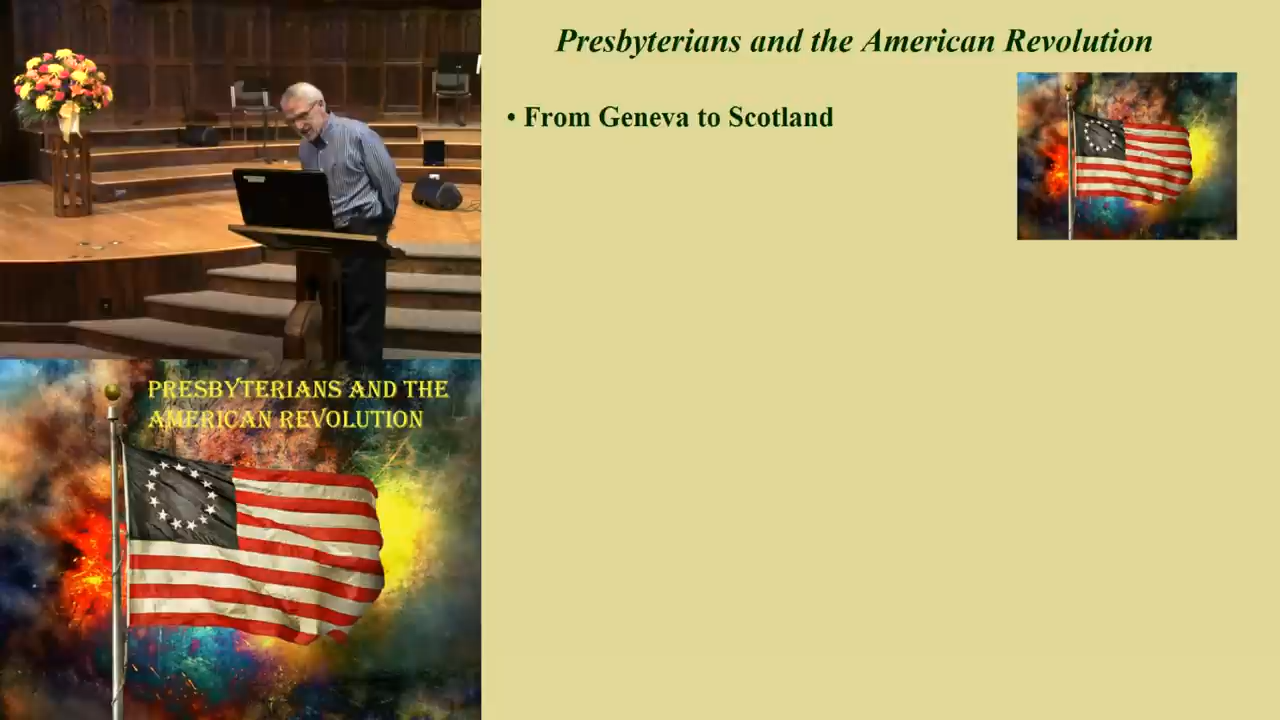 Presbyterians and the American Revolution
• From Geneva to Scotland
PRESBYTERIANS AND THE
AMERICAN REVOLUTION